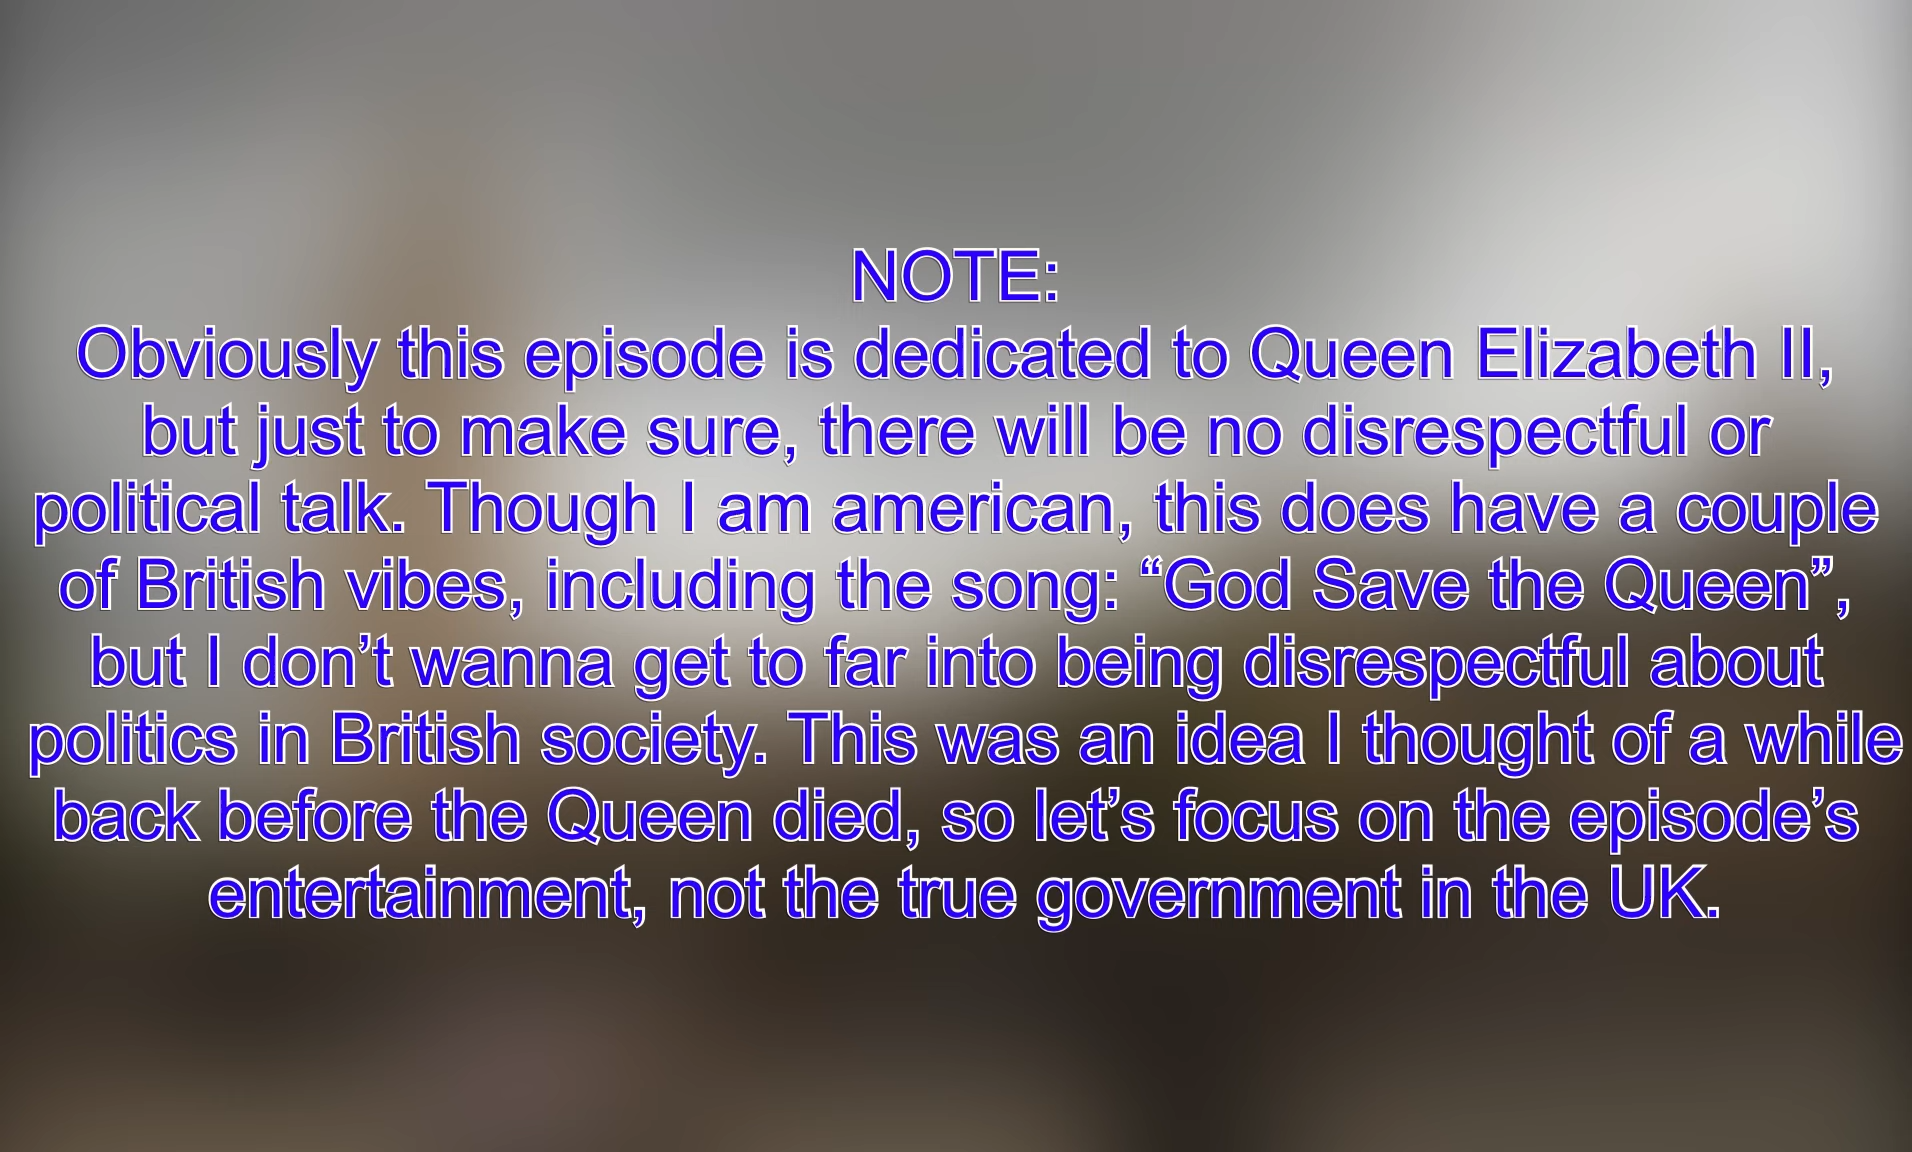 NOTE:
Obviously this episode is dedicated to Queen Elizabeth II,
but just to make sure, there will be no disrespectful or
political talk. Though I am american, this does have a couple
of British vibes, including the song: “God Save the Queen”,
but I don’t wanna get to far into being disrespectful about
politics in British society. This was an idea I thought of a while
back before the Queen died, so let’s focus on the episode’s
entertainment, not the true government in the UK.